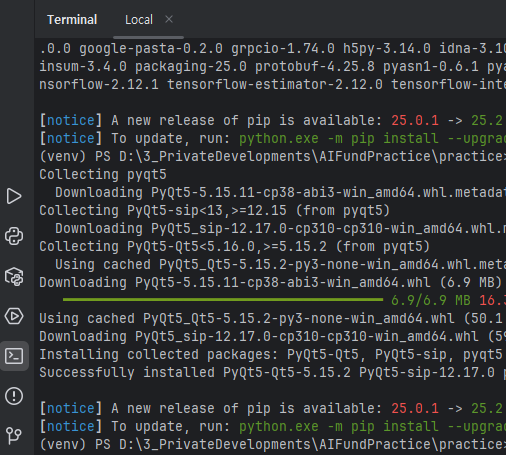 Terminal Local ×
.0.0 google-pasta-0.2.0 grpcio-1.74.0 h5py-3.14.0 idna-3.10
insum-3.4.0 packaging-25.0 protobuf-4.25.8 pyasn1-0.6.1 pya
nsorflow-2.12.1 tensorflow-estimator-2.12.0 tensorflow-inte
[notice] A new release of pip is available: 25.0.1 -> 25.2
[notice] To update, run: python.exe -m pip install --upgrad
(venv) PS D:\3_PrivateDevelopments\AIFundPractice\practice>
Collecting pyqt5
Downloading PyQt5-5.15.11-cp38-abi3-win_amd64.whl.metadat
Collecting PyQt5-sip<13,>=12.15 (from pyqt5)
Downloading PyQt5_sip-12.17.0-cp310-cp310-win_amd64.whl.m
Collecting PyQt5-Qt5<5.16.0,>=5.15.2 (from pyqt5)
Using cached PyQt5_Qt5-5.15.2-py3-none-win_amd64.whl.meta
Downloading PyQt5-5.15.11-cp38-abi3-win_amd64.whl (6.9 MB)
6.9/6.9 MB 16.3
Using cached PyQt5_Qt5-5.15.2-py3-none-win_amd64.whl (50.1
Downloading PyQt5_sip-12.17.0-cp310-cp310-win_amd64.whl (59
Installing collected packages: PyQt5-Qt5, PyQt5-sip, pyqt5
Successfully installed PyQt5-Qt5-5.15.2 PyQt5-sip-12.17.0 p
[notice] A new release of pip is available: 25.0.1 -> 25.2
[notice] To update, run: python.exe -m pip install --upgrad
(venv) PS D:\3_PrivateDevelopments\AIFundPractice\practice>